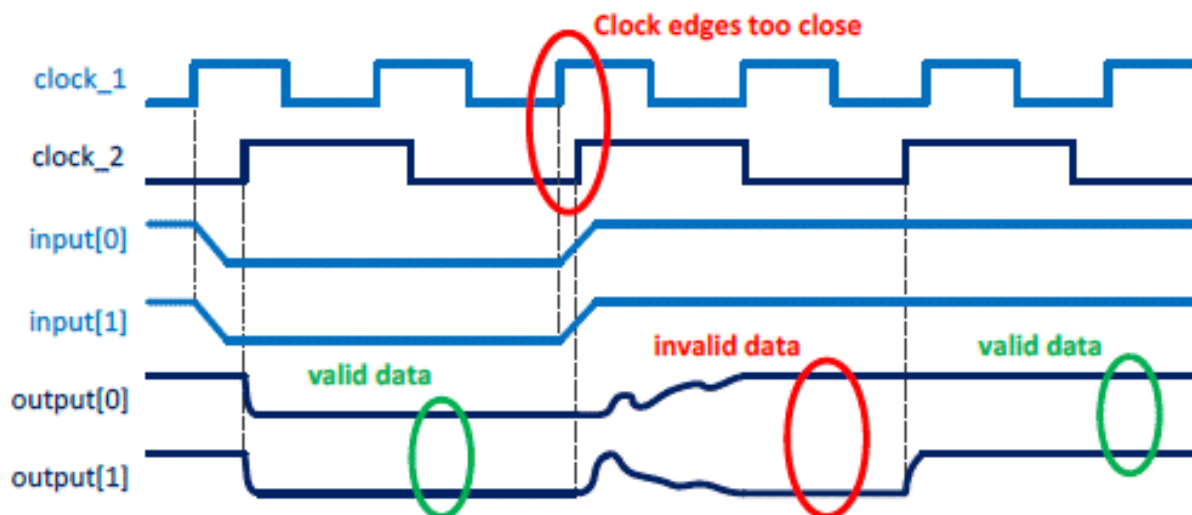 Clock edges too close
clock_1
clock_2
input[0]
input[1]
valid data
invalid data
valid data
output[0]
output[1]